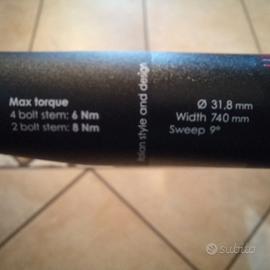 Max torque
4 bolt stem: 6 Nm
2 bolt stem: 8 Nm
italian style and design
Ø 31,8 mm
Width 740 mm
Sweep 9°
subito